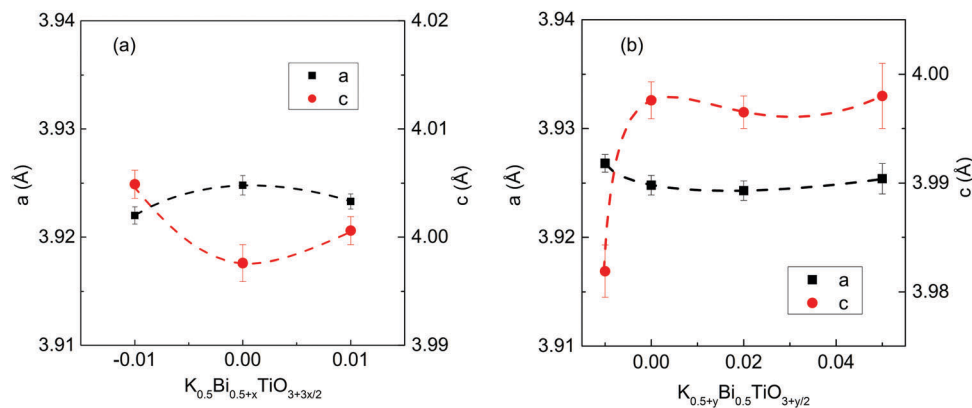 (a)
a
c
3.94
3.93
3.92
3.91
a (Å)
4.02
4.01
4.00
3.99
c (Å)
-0.01 0.00 0.01
K₀.₅Bi₀.₅₊ₓTiO₃₊₃ₓ/₂
(b)
a
c
3.94
3.93
3.92
3.91
a (Å)
4.00
3.99
3.98
c (Å)
0.00 0.02 0.04
K0.5+yBi0.5TiO3+y/2